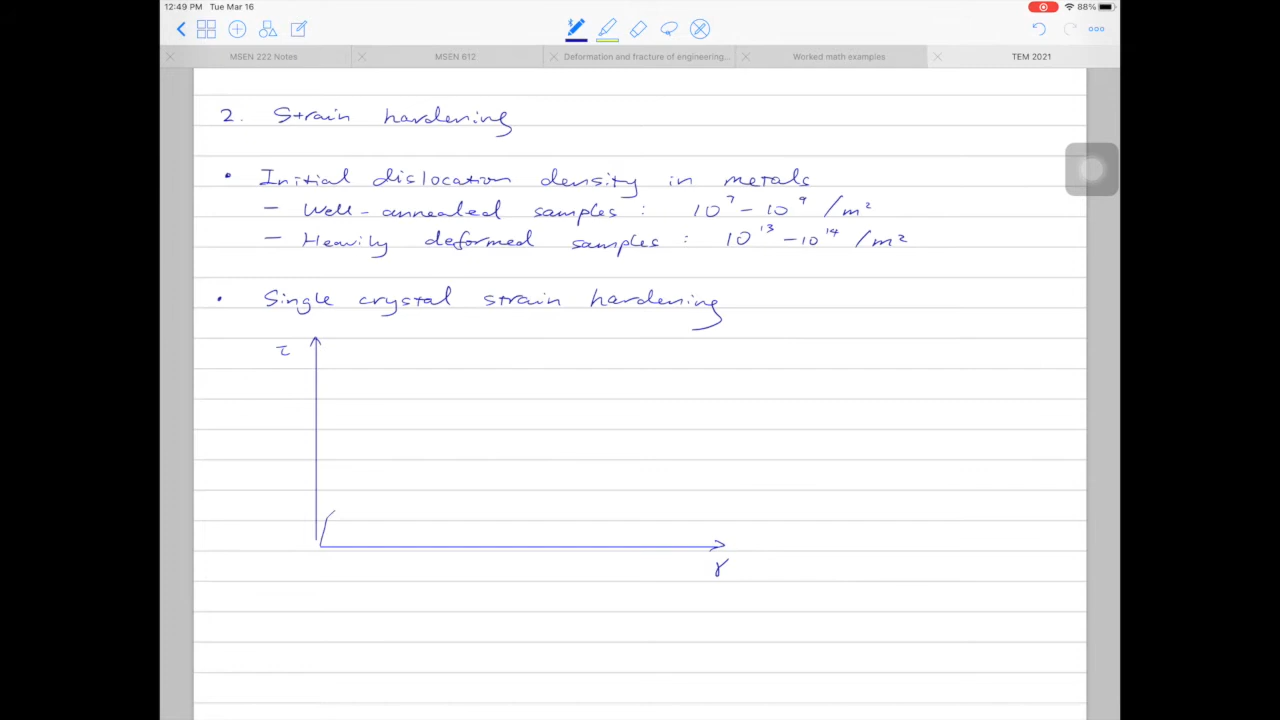 12:49 PM Tue Mar 16 88%
MSEN 222 Notes MSEN 612 Deformation and fracture of engineering... Worked math examples TEM 2021
2. Strain hardening
• Initial dislocation density in metals
– Well-annealed samples : 10⁷ – 10⁹ /m²
– Heavily deformed samples : 10¹³ – 10¹⁴ /m²
• Single crystal strain hardening
τ
γ